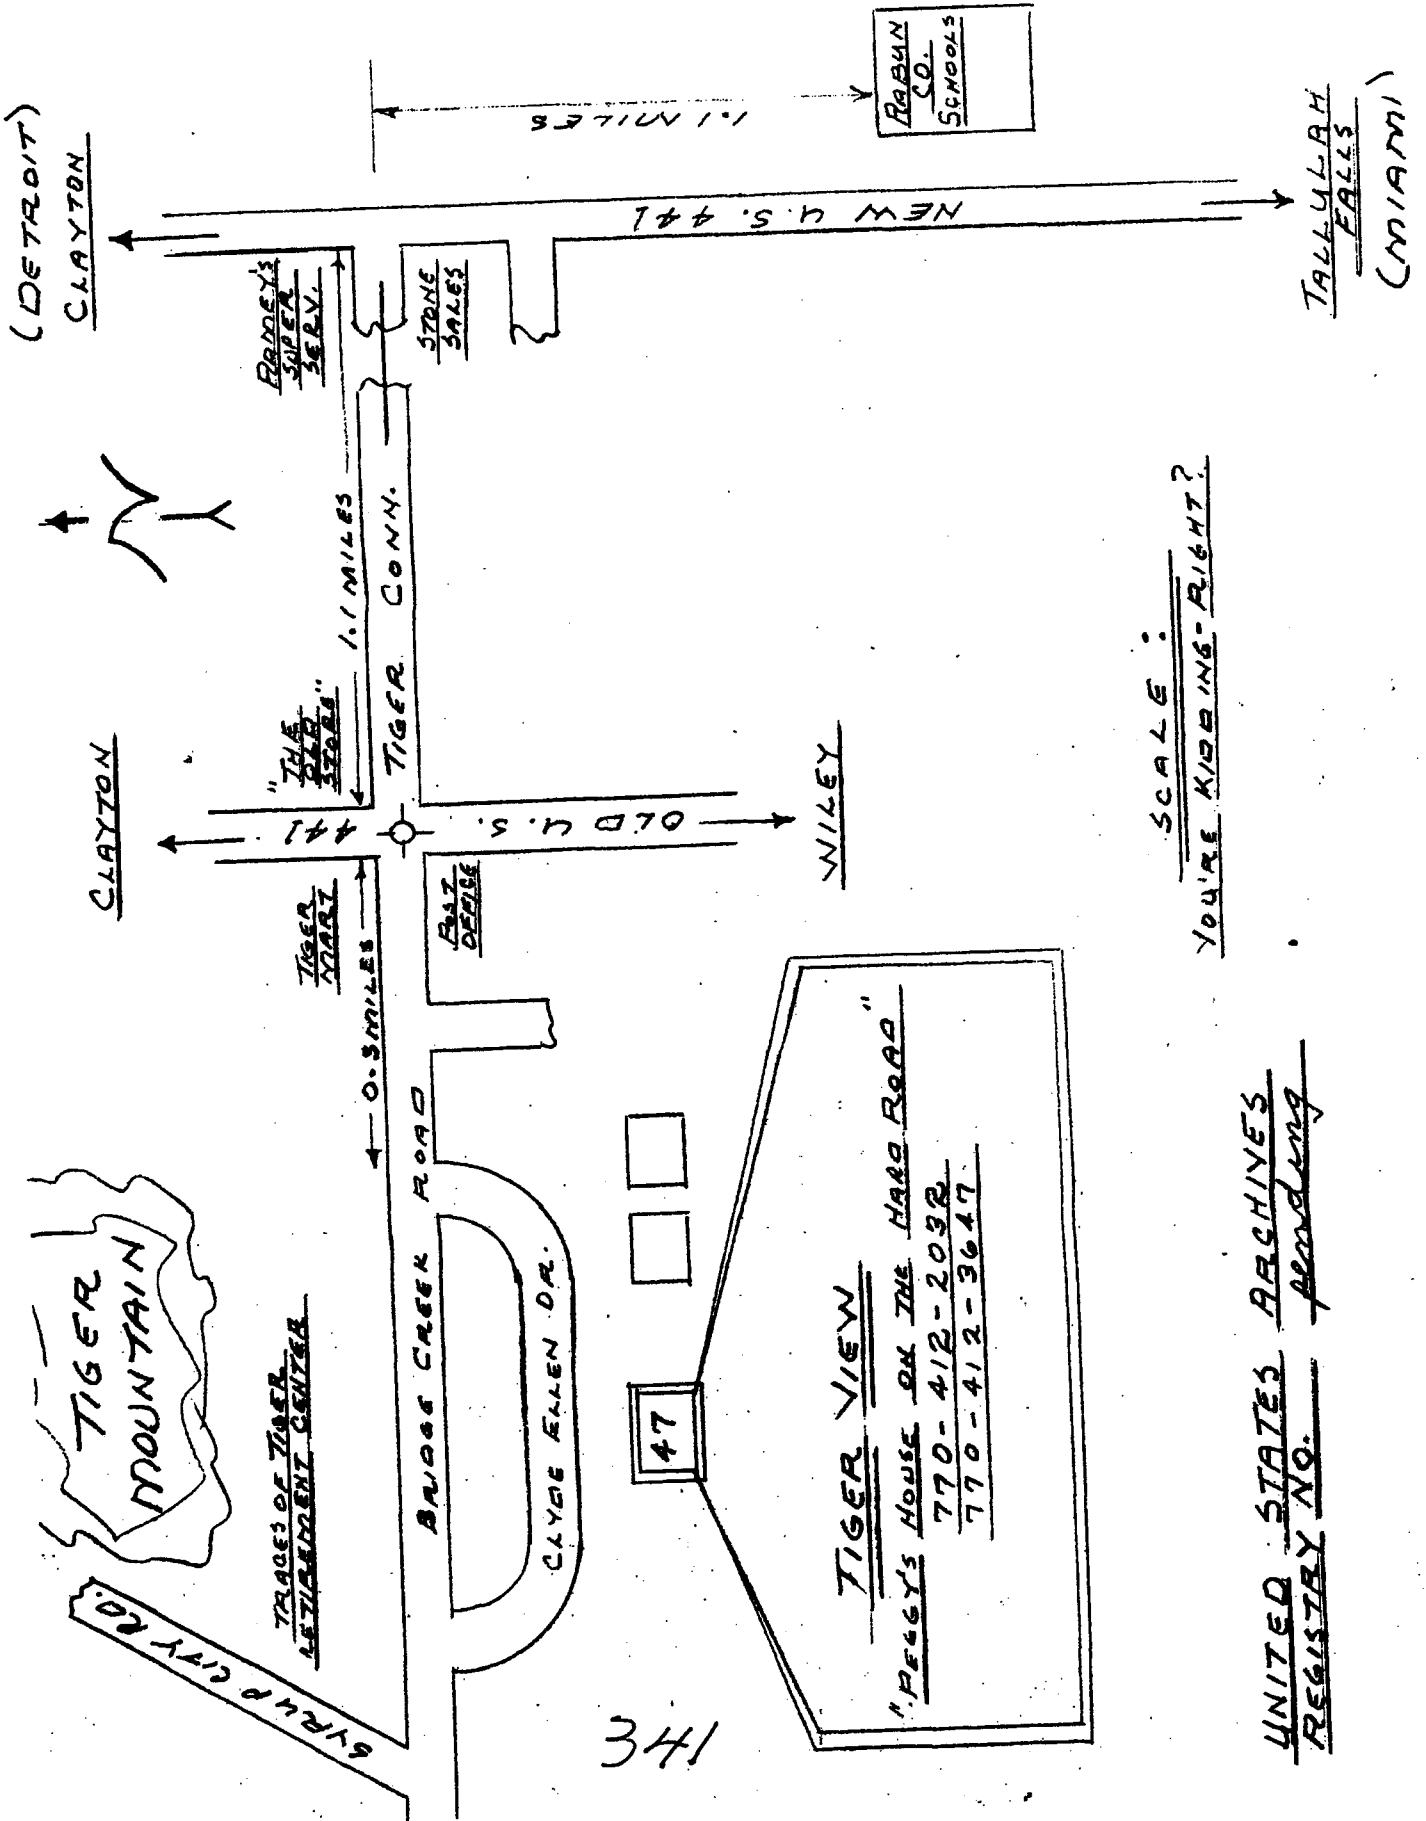 (DETROIT)
CLAYTON
CLAYTON
TIGER
MOUNTAIN
SYRUP CITY RD.
TRACES OF TIGER
RETIREMENT CENTER
TIGER
MART
"THE
OLD
STORE"
RAMEY'S
SUPER
SERV.
0.3 MILES
1.1 MILES
441
BRIDGE CREEK ROAD
TIGER CONN.
POST
OFFICE
STONE
SALES
OLD U.S.
NEW U.S. 441
1.1 MILES
RABUN
CO.
SCHOOLS
CLYDE ELLEN DR.
341
47
WILEY
TIGER VIEW
"PEGGY'S HOUSE ON THE HARD ROAD"
770-412-2032
770-412-3647
SCALE:
YOU'RE KIDDING-RIGHT?
TALLULAH
FALLS
(MIAMI)
UNITED STATES ARCHIVES
REGISTRY NO. pending